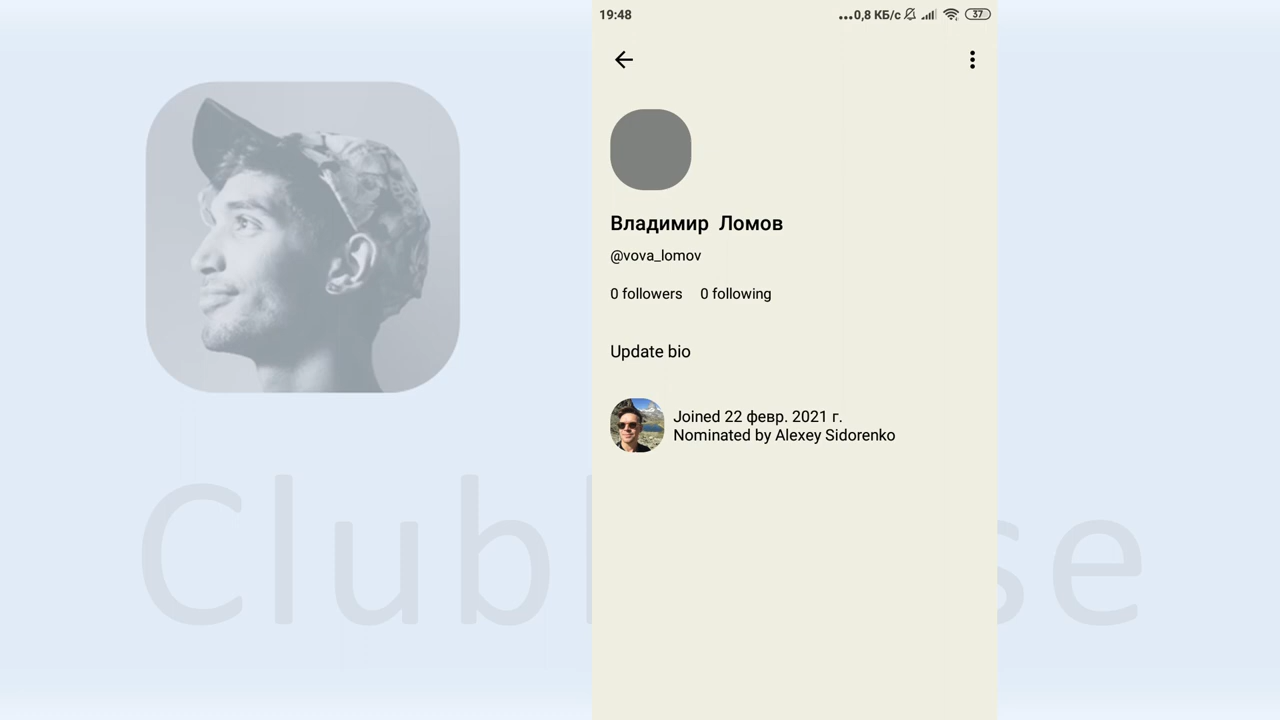 19:48
...0,8 КБ/с
37
Владимир Ломов
@vova_lomov
0 followers 0 following
Update bio
Joined 22 февр. 2021 г.
Nominated by Alexey Sidorenko